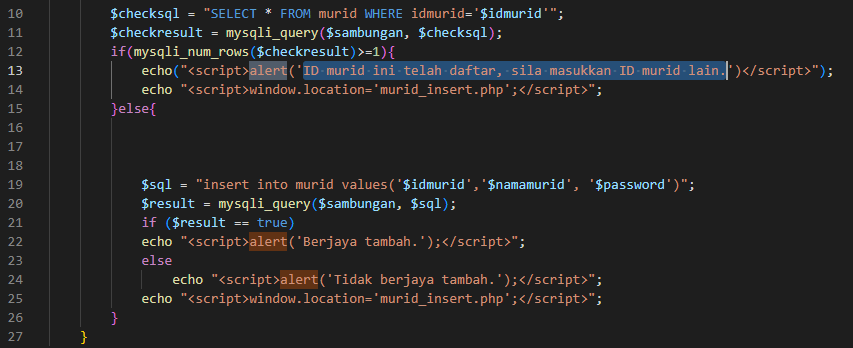 10 $checksql = "SELECT * FROM murid WHERE idmurid='$idmurid'";
11 $checkresult = mysqli_query($sambungan, $checksql);
12 if(mysqli_num_rows($checkresult)>=1){
13 echo("<script>alert('ID murid ini telah daftar, sila masukkan ID murid lain.')</script>");
14 echo "<script>window.location='murid_insert.php';</script>";
15 }else{
16
17
18
19 $sql = "insert into murid values('$idmurid','$namamurid', '$password')";
20 $result = mysqli_query($sambungan, $sql);
21 if ($result == true)
22 echo "<script>alert('Berjaya tambah.');</script>";
23 else
24 echo "<script>alert('Tidak berjaya tambah.');</script>";
25 echo "<script>window.location='murid_insert.php';</script>";
26 }
27 }